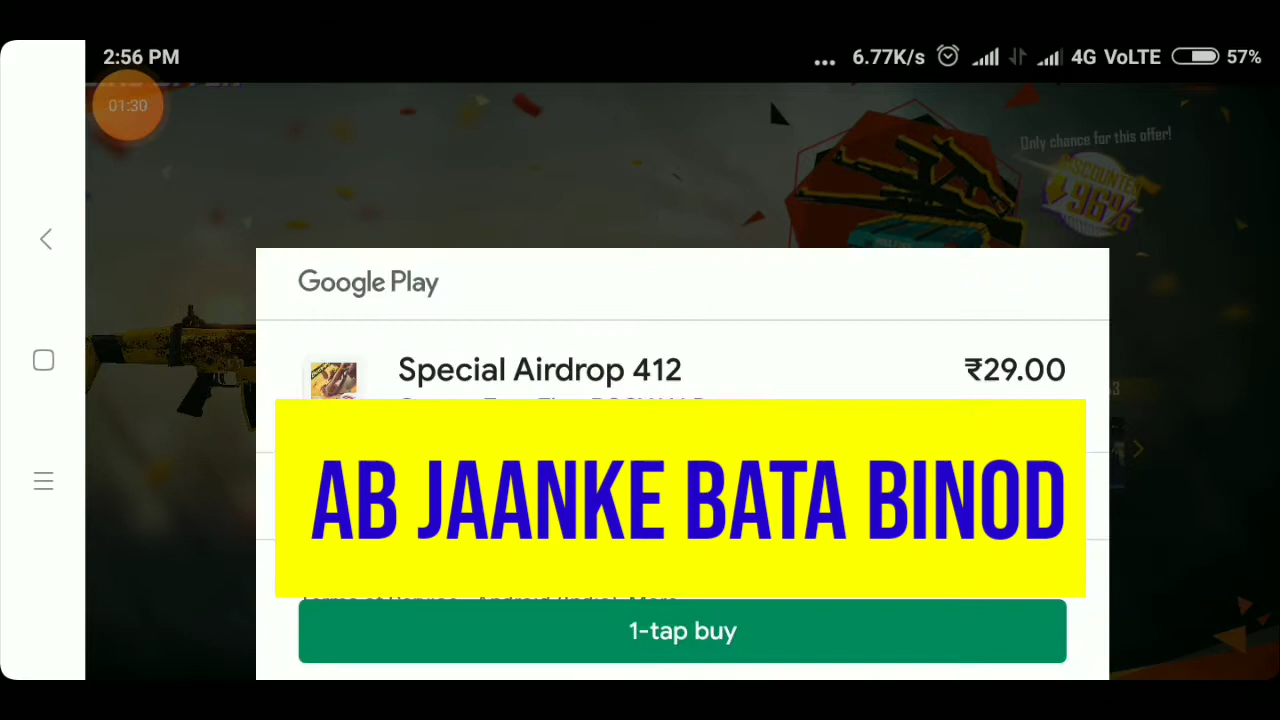 2:56 PM
... 6.77K/s 4G VoLTE 57%
01:30
Only chance for this offer!
96%
Google Play
Special Airdrop 412 ₹29.00
AB JAANKE BATA BINOD
1-tap buy